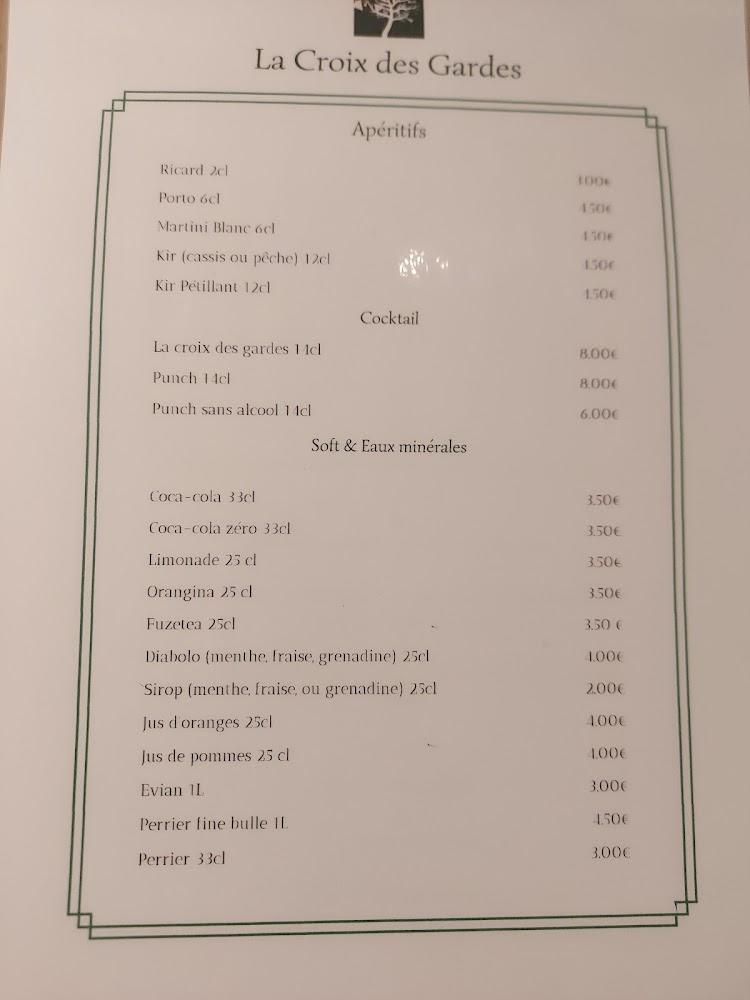 La Croix des Gardes
Apéritifs
Ricard 2cl 4.00€
Porto 6cl 4.50€
Martini Blanc 6cl 4.50€
Kir (cassis ou pêche) 12cl 4.50€
Kir Pétillant 12cl 4.50€
Cocktail
La croix des gardes 14cl 8.00€
Punch 14cl 8.00€
Punch sans alcool 14cl 6.00€
Soft & Eaux minérales
Coca-cola 33cl 3.50€
Coca-cola zéro 33cl 3.50€
Limonade 25 cl 3.50€
Orangina 25 cl 3.50€
Fuzetea 25cl 3.50 €
Diabolo (menthe, fraise, grenadine) 25cl 4.00€
Sirop (menthe, fraise, ou grenadine) 25cl 2.00€
Jus d'oranges 25cl 4.00€
Jus de pommes 25 cl 4.00€
Evian 1L 3.00€
Perrier fine bulle 1L 4.50€
Perrier 33cl 3.00€